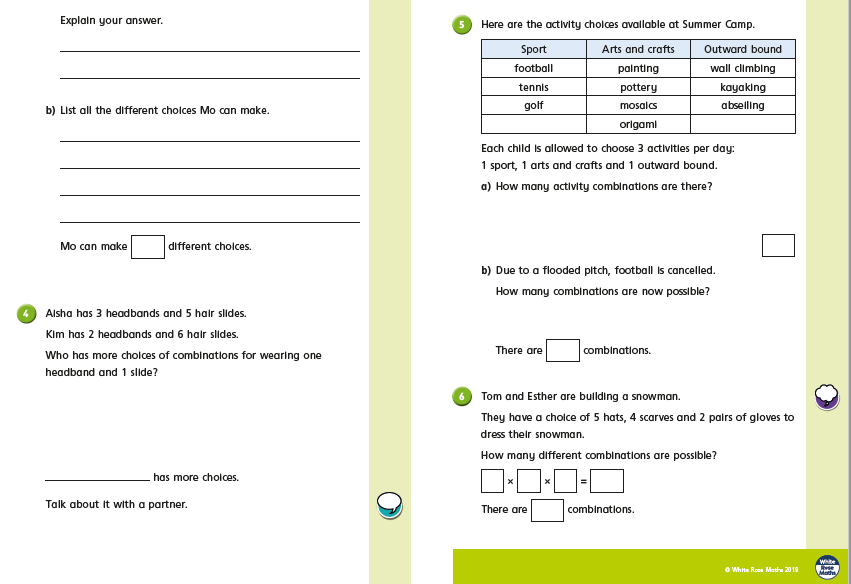 Explain your answer.
b) List all the different choices Mo can make.
Mo can make different choices.
4 Aisha has 3 headbands and 5 hair slides.
Kim has 2 headbands and 6 hair slides.
Who has more choices of combinations for wearing one
headband and 1 slide?
has more choices.
Talk about it with a partner.
5 Here are the activity choices available at Summer Camp.
Sport Arts and crafts Outward bound
football painting wall climbing
tennis pottery kayaking
golf mosaics abseiling
origami
Each child is allowed to choose 3 activities per day:
1 sport, 1 arts and crafts and 1 outward bound.
a) How many activity combinations are there?
b) Due to a flooded pitch, football is cancelled.
How many combinations are now possible?
There are combinations.
6 Tom and Esther are building a snowman.
They have a choice of 5 hats, 4 scarves and 2 pairs of gloves to
dress their snowman.
How many different combinations are possible?
× × =
There are combinations.
© White Rose Maths 2019
White
Rose
Maths